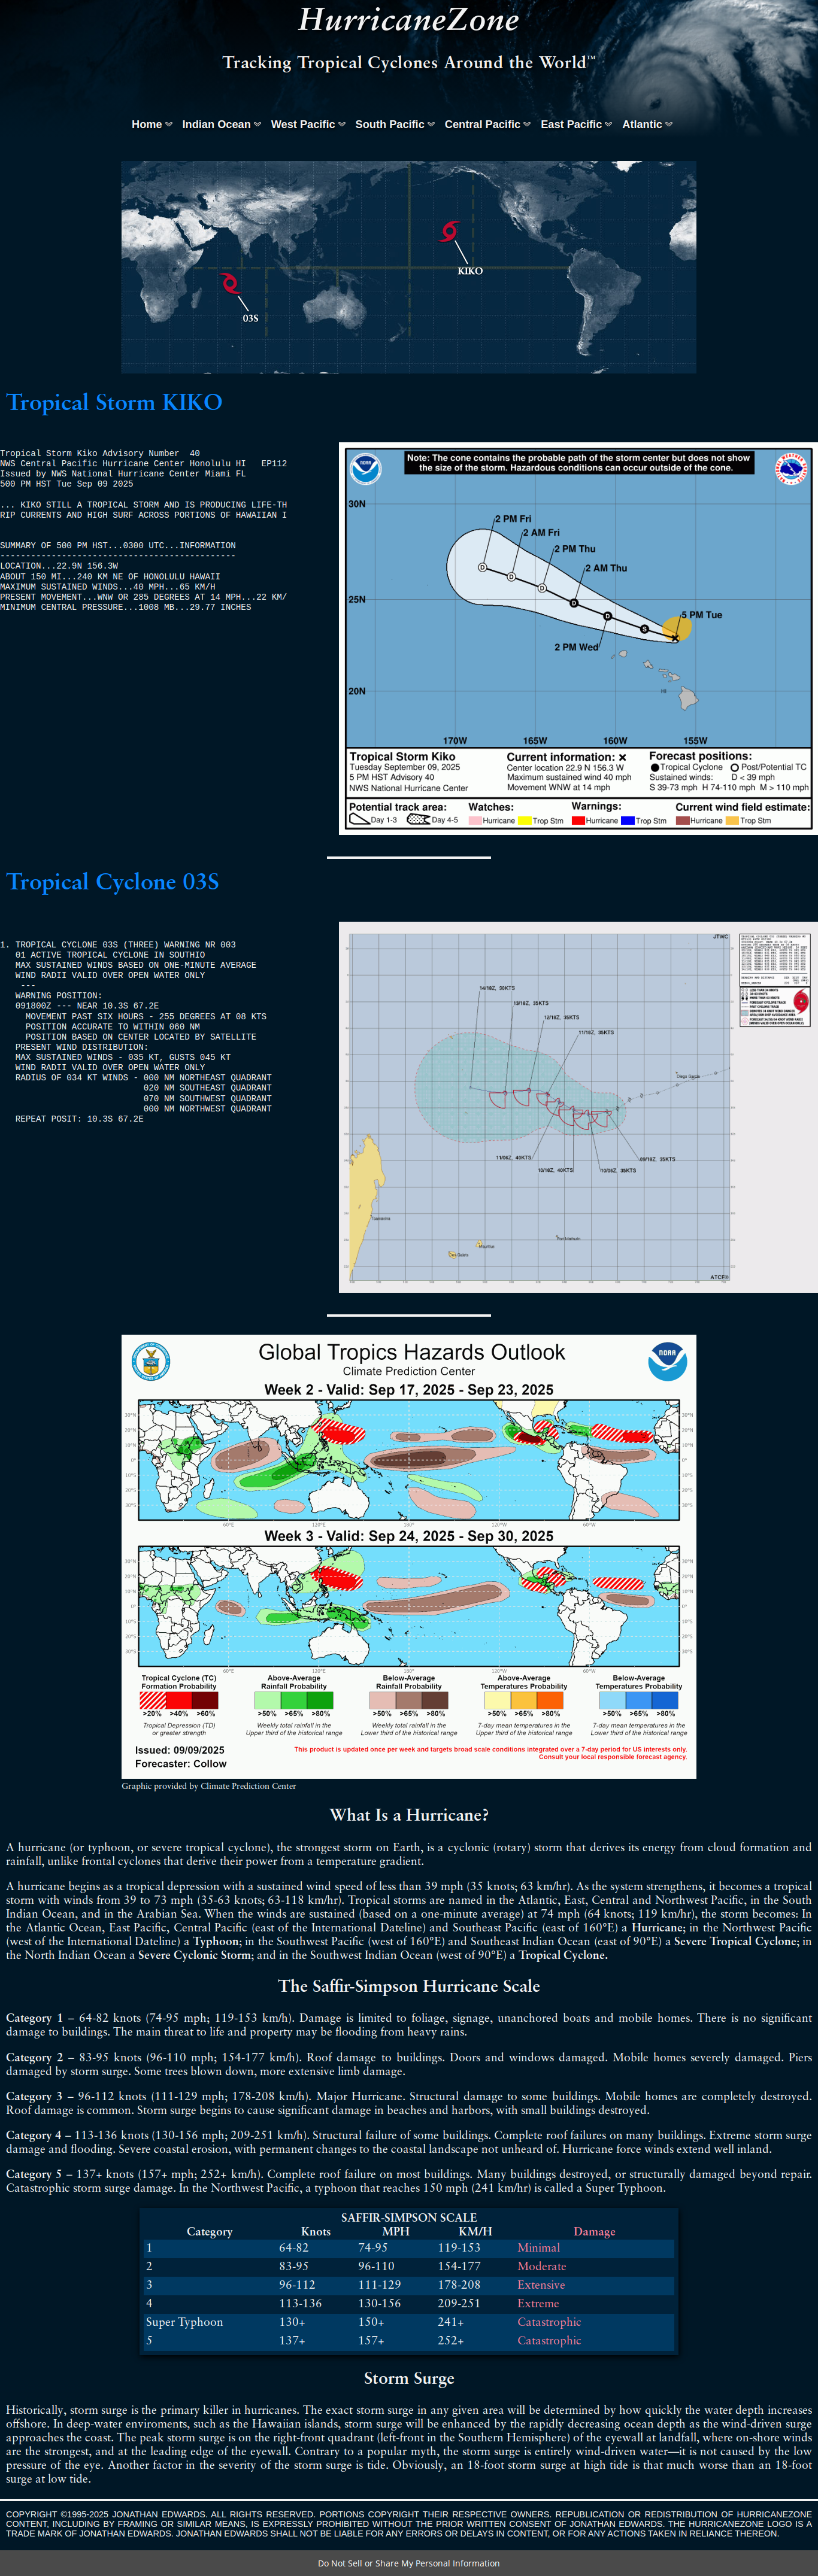 HurricaneZone
Tracking Tropical Cyclones Around the World™
Home Indian Ocean West Pacific South Pacific Central Pacific East Pacific Atlantic
KIKO
03S
Tropical Storm KIKO
Tropical Storm Kiko Advisory Number  40
NWS Central Pacific Hurricane Center Honolulu HI   EP112
Issued by NWS National Hurricane Center Miami FL
500 PM HST Tue Sep 09 2025
... KIKO STILL A TROPICAL STORM AND IS PRODUCING LIFE-TH
RIP CURRENTS AND HIGH SURF ACROSS PORTIONS OF HAWAIIAN I
SUMMARY OF 500 PM HST...0300 UTC...INFORMATION
----------------------------------------------
LOCATION...22.9N 156.3W
ABOUT 150 MI...240 KM NE OF HONOLULU HAWAII
MAXIMUM SUSTAINED WINDS...40 MPH...65 KM/H
PRESENT MOVEMENT...WNW OR 285 DEGREES AT 14 MPH...22 KM/
MINIMUM CENTRAL PRESSURE...1008 MB...29.77 INCHES
Note: The cone contains the probable path of the storm center but does not show
the size of the storm. Hazardous conditions can occur outside of the cone.
30N
2 PM Fri
2 AM Fri
2 PM Thu
2 AM Thu
25N
5 PM Tue
2 PM Wed
20N
HI
170W 165W 160W 155W
Tropical Storm Kiko
Tuesday September 09, 2025
5 PM HST Advisory 40
NWS National Hurricane Center
Current information: x
Center location 22.9 N 156.3 W
Maximum sustained wind 40 mph
Movement WNW at 14 mph
Forecast positions:
Tropical Cyclone Post/Potential TC
Sustained winds: D < 39 mph
S 39-73 mph H 74-110 mph M > 110 mph
Potential track area:
Day 1-3 Day 4-5
Watches:
Hurricane Trop Stm
Warnings:
Hurricane Trop Stm
Current wind field estimate:
Hurricane Trop Stm
Tropical Cyclone 03S
1. TROPICAL CYCLONE 03S (THREE) WARNING NR 003
01 ACTIVE TROPICAL CYCLONE IN SOUTHIO
MAX SUSTAINED WINDS BASED ON ONE-MINUTE AVERAGE
WIND RADII VALID OVER OPEN WATER ONLY
---
WARNING POSITION:
091800Z --- NEAR 10.3S 67.2E
MOVEMENT PAST SIX HOURS - 255 DEGREES AT 08 KTS
POSITION ACCURATE TO WITHIN 060 NM
POSITION BASED ON CENTER LOCATED BY SATELLITE
PRESENT WIND DISTRIBUTION:
MAX SUSTAINED WINDS - 035 KT, GUSTS 045 KT
WIND RADII VALID OVER OPEN WATER ONLY
RADIUS OF 034 KT WINDS - 000 NM NORTHEAST QUADRANT
020 NM SOUTHEAST QUADRANT
070 NM SOUTHWEST QUADRANT
000 NM NORTHWEST QUADRANT
REPEAT POSIT: 10.3S 67.2E
JTWC
14/18Z, 30KTS
13/18Z, 35KTS
12/18Z, 35KTS
11/18Z, 35KTS
Diego Garcia
11/06Z, 40KTS
10/18Z, 40KTS
10/06Z, 35KTS
09/18Z, 35KTS
Mauritius
ATCF®
Global Tropics Hazards Outlook
Climate Prediction Center
NOAA
Week 2 - Valid: Sep 17, 2025 - Sep 23, 2025
30°N
20°N
10°N
0°
10°S
20°S
30°S
60°E 120°E 180° 120°W 60°W
Week 3 - Valid: Sep 24, 2025 - Sep 30, 2025
30°N
20°N
10°N
0°
10°S
20°S
30°S
60°E 120°E 180° 120°W 60°W
Tropical Cyclone (TC)
Formation Probability
>20% >40% >60%
Tropical Depression (TD)
or greater strength
Above-Average
Rainfall Probability
>50% >65% >80%
Weekly total rainfall in the
Upper third of the historical range
Below-Average
Rainfall Probability
>50% >65% >80%
Weekly total rainfall in the
Lower third of the historical range
Above-Average
Temperatures Probability
>50% >65% >80%
7-day mean temperatures in the
Upper third of the historical range
Below-Average
Temperatures Probability
>50% >65% >80%
7-day mean temperatures in the
Lower third of the historical range
Issued: 09/09/2025
Forecaster: Collow
This product is updated once per week and targets broad scale conditions integrated over a 7-day period for US interests only.
Consult your local responsible forecast agency.
Graphic provided by Climate Prediction Center
What Is a Hurricane?
A hurricane (or typhoon, or severe tropical cyclone), the strongest storm on Earth, is a cyclonic (rotary) storm that derives its energy from cloud formation and
rainfall, unlike frontal cyclones that derive their power from a temperature gradient.
A hurricane begins as a tropical depression with a sustained wind speed of less than 39 mph (35 knots; 63 km/hr). As the system strengthens, it becomes a tropical
storm with winds from 39 to 73 mph (35-63 knots; 63-118 km/hr). Tropical storms are named in the Atlantic, East, Central and Northwest Pacific, in the South
Indian Ocean, and in the Arabian Sea. When the winds are sustained (based on a one-minute average) at 74 mph (64 knots; 119 km/hr), the storm becomes: In
the Atlantic Ocean, East Pacific, Central Pacific (east of the International Dateline) and Southeast Pacific (east of 160°E) a Hurricane; in the Northwest Pacific
(west of the International Dateline) a Typhoon; in the Southwest Pacific (west of 160°E) and Southeast Indian Ocean (east of 90°E) a Severe Tropical Cyclone; in
the North Indian Ocean a Severe Cyclonic Storm; and in the Southwest Indian Ocean (west of 90°E) a Tropical Cyclone.
The Saffir-Simpson Hurricane Scale
Category 1 – 64-82 knots (74-95 mph; 119-153 km/h). Damage is limited to foliage, signage, unanchored boats and mobile homes. There is no significant
damage to buildings. The main threat to life and property may be flooding from heavy rains.
Category 2 – 83-95 knots (96-110 mph; 154-177 km/h). Roof damage to buildings. Doors and windows damaged. Mobile homes severely damaged. Piers
damaged by storm surge. Some trees blown down, more extensive limb damage.
Category 3 – 96-112 knots (111-129 mph; 178-208 km/h). Major Hurricane. Structural damage to some buildings. Mobile homes are completely destroyed.
Roof damage is common. Storm surge begins to cause significant damage in beaches and harbors, with small buildings destroyed.
Category 4 – 113-136 knots (130-156 mph; 209-251 km/h). Structural failure of some buildings. Complete roof failures on many buildings. Extreme storm surge
damage and flooding. Severe coastal erosion, with permanent changes to the coastal landscape not unheard of. Hurricane force winds extend well inland.
Category 5 – 137+ knots (157+ mph; 252+ km/h). Complete roof failure on most buildings. Many buildings destroyed, or structurally damaged beyond repair.
Catastrophic storm surge damage. In the Northwest Pacific, a typhoon that reaches 150 mph (241 km/hr) is called a Super Typhoon.
SAFFIR-SIMPSON SCALE
Category Knots MPH KM/H Damage
1 64-82 74-95 119-153 Minimal
2 83-95 96-110 154-177 Moderate
3 96-112 111-129 178-208 Extensive
4 113-136 130-156 209-251 Extreme
Super Typhoon 130+ 150+ 241+ Catastrophic
5 137+ 157+ 252+ Catastrophic
Storm Surge
Historically, storm surge is the primary killer in hurricanes. The exact storm surge in any given area will be determined by how quickly the water depth increases
offshore. In deep-water enviroments, such as the Hawaiian islands, storm surge will be enhanced by the rapidly decreasing ocean depth as the wind-driven surge
approaches the coast. The peak storm surge is on the right-front quadrant (left-front in the Southern Hemisphere) of the eyewall at landfall, where on-shore winds
are the strongest, and at the leading edge of the eyewall. Contrary to a popular myth, the storm surge is entirely wind-driven water—it is not caused by the low
pressure of the eye. Another factor in the severity of the storm surge is tide. Obviously, an 18-foot storm surge at high tide is that much worse than an 18-foot
surge at low tide.
COPYRIGHT ©1995-2025 JONATHAN EDWARDS. ALL RIGHTS RESERVED. PORTIONS COPYRIGHT THEIR RESPECTIVE OWNERS. REPUBLICATION OR REDISTRIBUTION OF HURRICANEZONE
CONTENT, INCLUDING BY FRAMING OR SIMILAR MEANS, IS EXPRESSLY PROHIBITED WITHOUT THE PRIOR WRITTEN CONSENT OF JONATHAN EDWARDS. THE HURRICANEZONE LOGO IS A
TRADE MARK OF JONATHAN EDWARDS. JONATHAN EDWARDS SHALL NOT BE LIABLE FOR ANY ERRORS OR DELAYS IN CONTENT, OR FOR ANY ACTIONS TAKEN IN RELIANCE THEREON.
Do Not Sell or Share My Personal Information